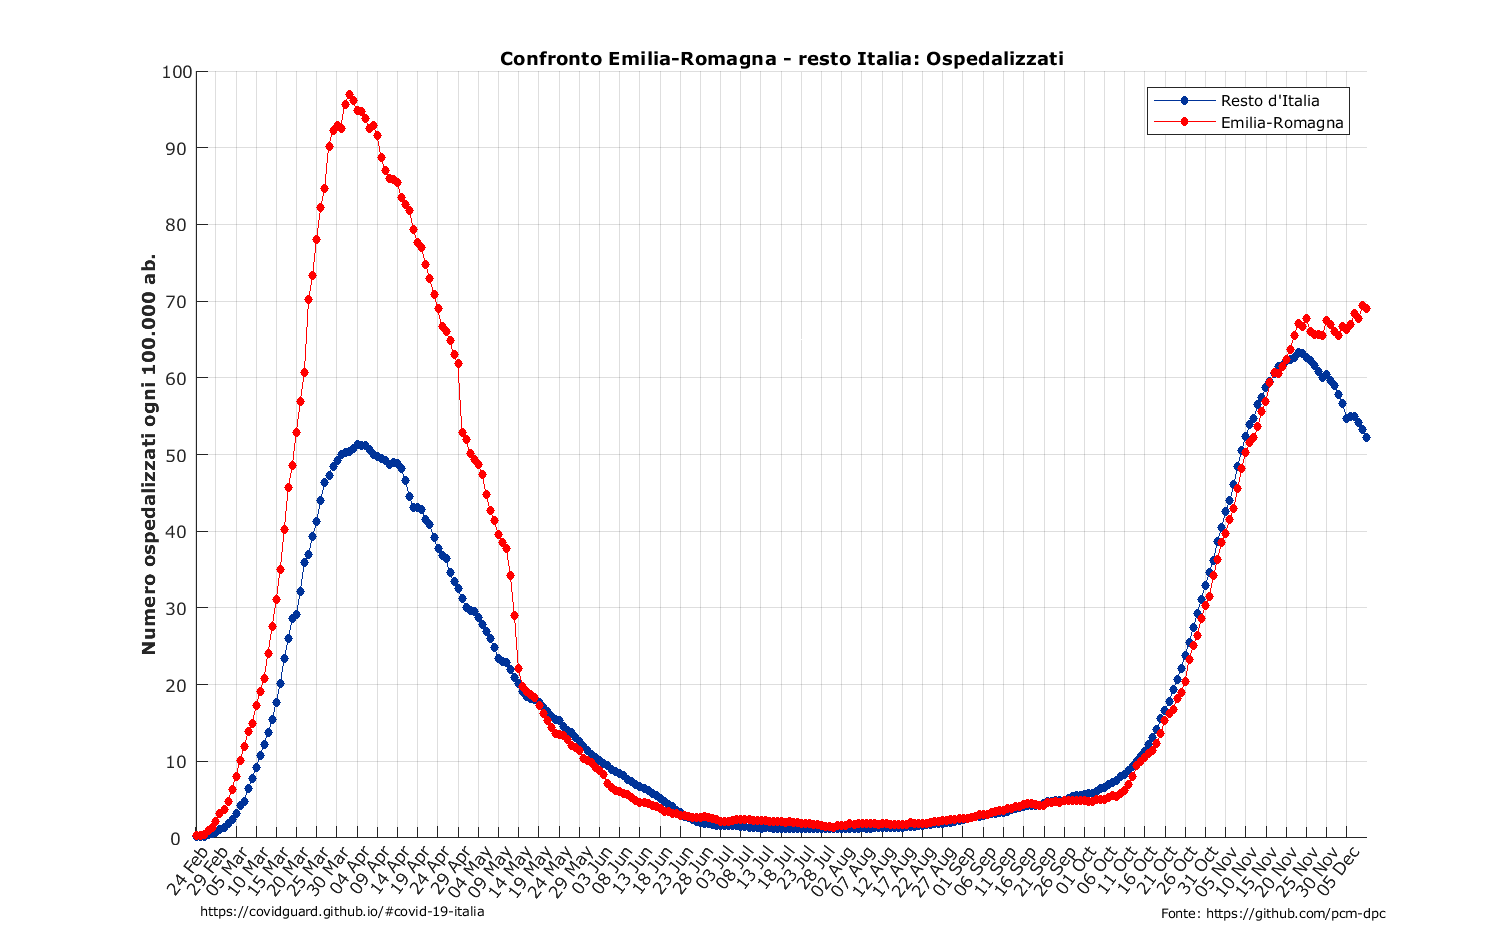 Confronto Emilia-Romagna - resto Italia: Ospedalizzati
Resto d'Italia
Emilia-Romagna
Numero ospedalizzati ogni 100.000 ab.
100
90
80
70
60
50
40
30
20
10
0
24 Feb
29 Feb
05 Mar
10 Mar
15 Mar
20 Mar
25 Mar
30 Mar
04 Apr
09 Apr
14 Apr
19 Apr
24 Apr
29 Apr
04 May
09 May
14 May
19 May
24 May
29 May
03 Jun
08 Jun
13 Jun
18 Jun
23 Jun
28 Jun
03 Jul
08 Jul
13 Jul
18 Jul
23 Jul
28 Jul
02 Aug
07 Aug
12 Aug
17 Aug
22 Aug
27 Aug
01 Sep
06 Sep
11 Sep
16 Sep
21 Sep
26 Sep
01 Oct
06 Oct
11 Oct
16 Oct
21 Oct
26 Oct
31 Oct
05 Nov
10 Nov
15 Nov
20 Nov
25 Nov
30 Nov
05 Dec
https://covidguard.github.io/#covid-19-italia
Fonte: https://github.com/pcm-dpc